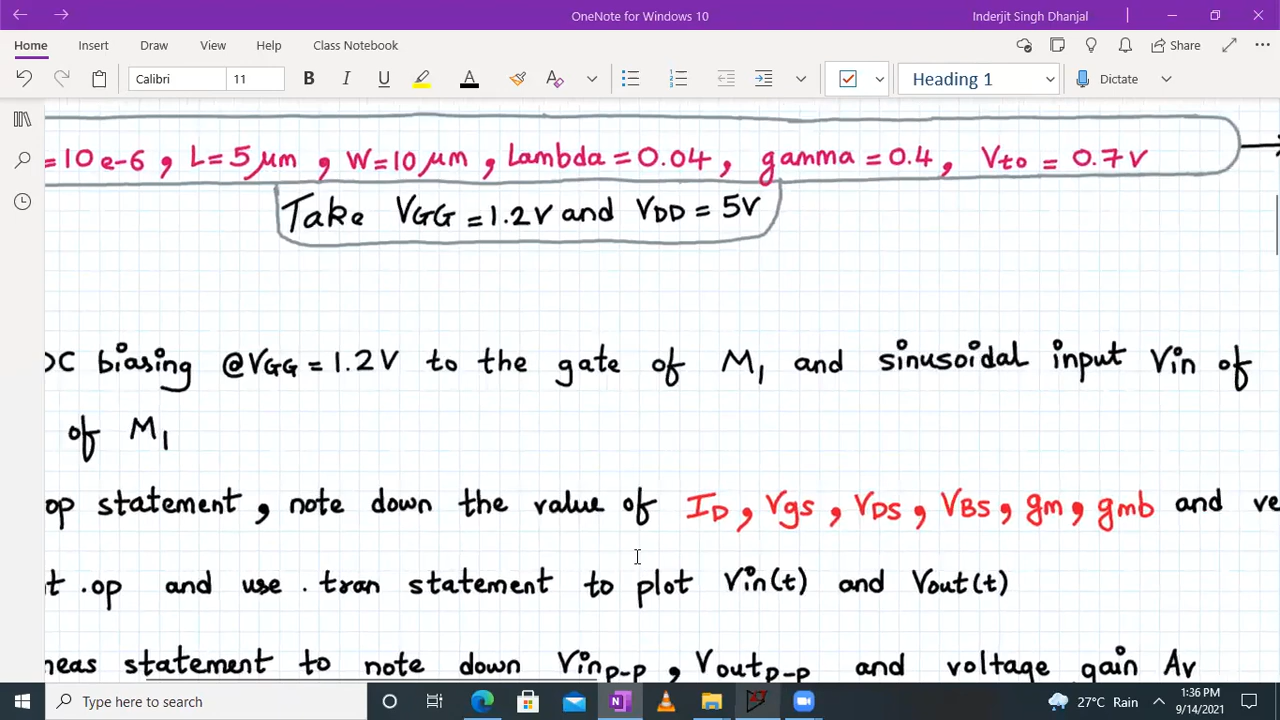 OneNote for Windows 10
Inderjit Singh Dhanjal
Home Insert Draw View Help Class Notebook Share
Calibri 11 B I U A Heading 1 Dictate
=10e-6, L=5μm, W=10μm, Lambda=0.04, gamma=0.4, Vto=0.7V
Take VGG=1.2V and VDD=5V
DC biasing @VGG=1.2V to the gate of M1 and sinusoidal input Vin of
of M1
op statement, note down the value of ID, Vgs, VDS, VBS, gm, gmb and ve
t .op and use .tran statement to plot Vin(t) and Vout(t)
meas statement to note down Vinp-p, Voutp-p and voltage gain Av
Type here to search
27°C Rain
1:36 PM
9/14/2021